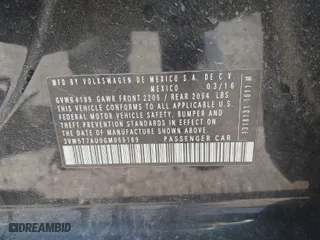 MFD. BY VOLKSWAGEN DE MEXICO S.A. DE C.V.
MEXICO 03/16
GVWR 4189 GAWR FRONT 2205 / REAR 2094 LBS
THIS VEHICLE CONFORMS TO ALL APPLICABLE U.S.
FEDERAL MOTOR VEHICLE SAFETY, BUMPER AND
THEFT PREVENTION STANDARDS IN EFFECT ON THE
DATE OF MANUFACTURE SHOWN ABOVE.
3VW5T7AU0GM055189 PASSENGER CAR